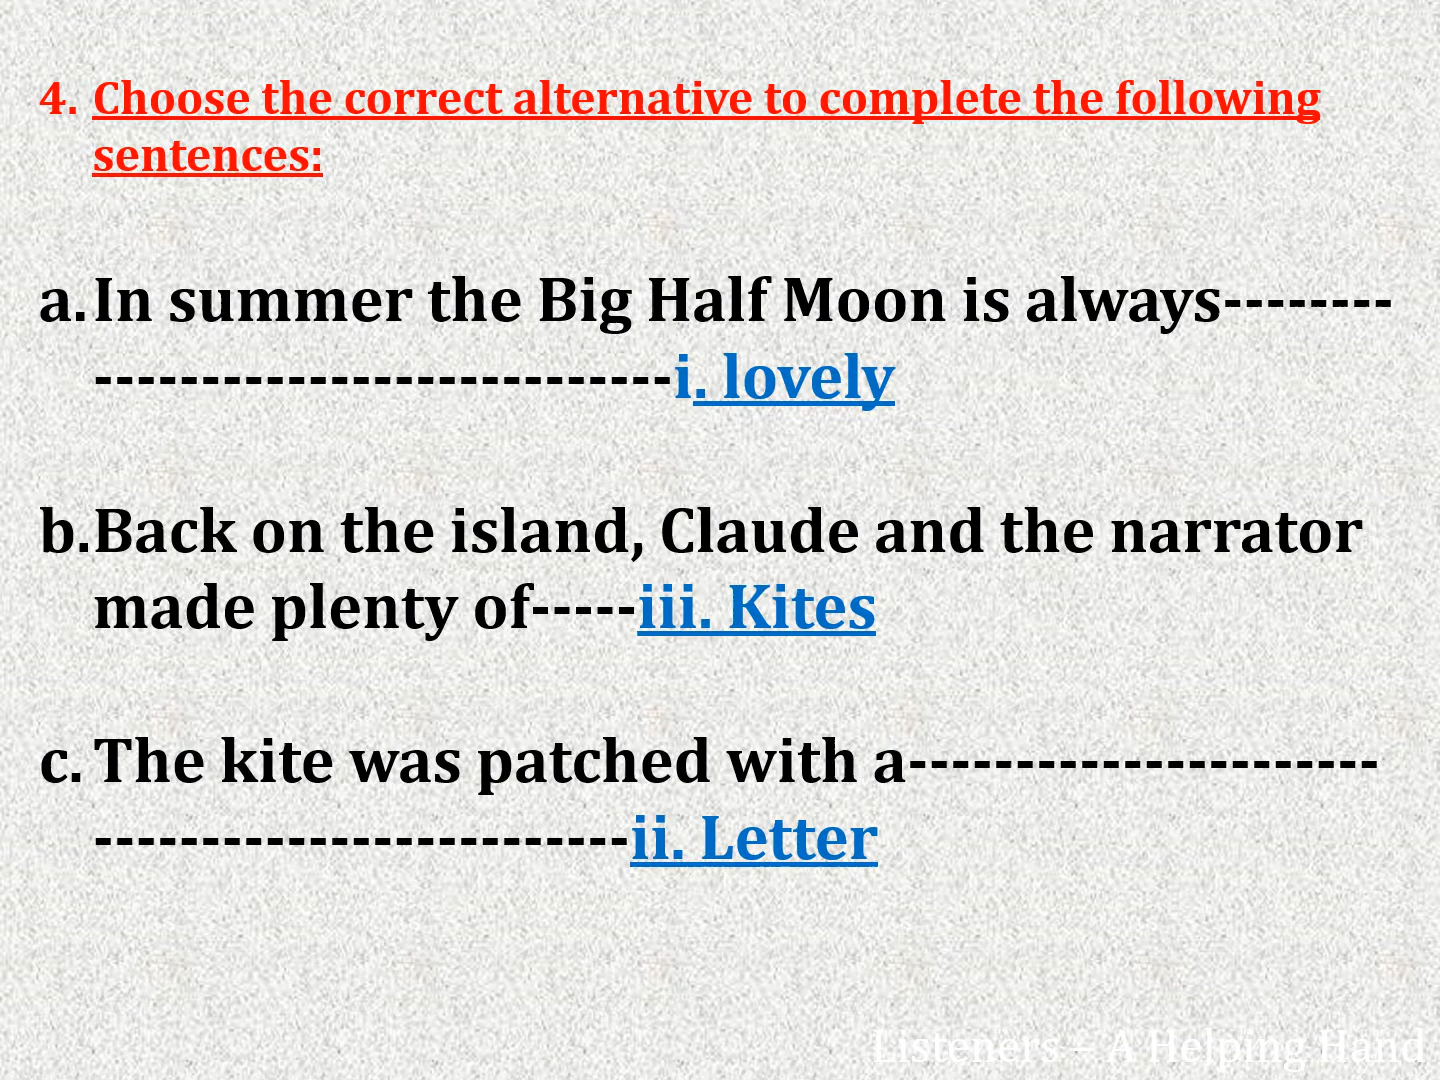 4. Choose the correct alternative to complete the following
sentences:
a. In summer the Big Half Moon is always--------
---------------------------i. lovely
b. Back on the island, Claude and the narrator
made plenty of-----iii. Kites
c. The kite was patched with a----------------------
-------------------------ii. Letter
Listeners – A Helping Hand